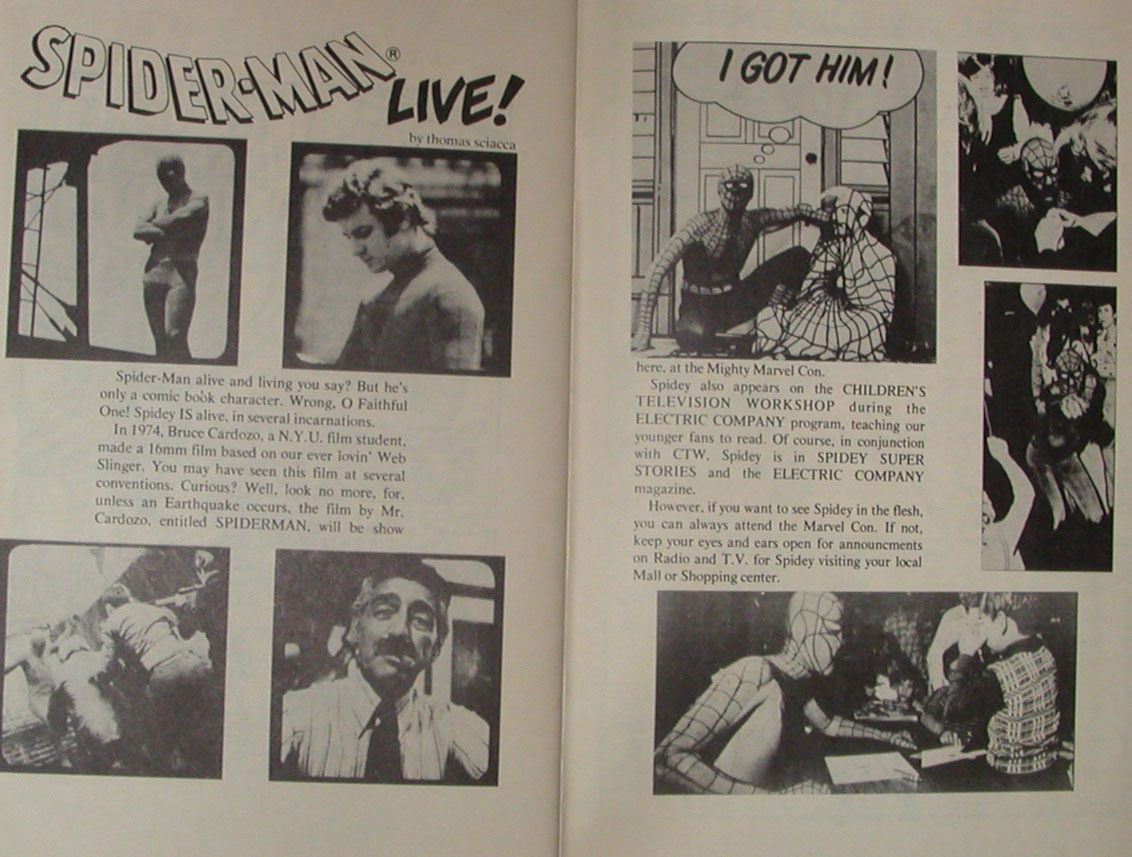 SPIDER-MAN® LIVE!
by thomas sciacca
Spider-Man alive and living you say? But he's
only a comic book character. Wrong, O Faithful
One! Spidey IS alive, in several incarnations.
In 1974, Bruce Cardozo, a N.Y.U. film student,
made a 16mm film based on our ever lovin' Web
Slinger. You may have seen this film at several
conventions. Curious? Well, look no more, for,
unless an Earthquake occurs, the film by Mr.
Cardozo, entitled SPIDERMAN, will be show
I GOT HIM!
here, at the Mighty Marvel Con.
Spidey also appears on the CHILDREN'S
TELEVISION WORKSHOP during the
ELECTRIC COMPANY program, teaching our
younger fans to read. Of course, in conjunction
with CTW, Spidey is in SPIDEY SUPER
STORIES and the ELECTRIC COMPANY
magazine.
However, if you want to see Spidey in the flesh,
you can always attend the Marvel Con. If not,
keep your eyes and ears open for announcments
on Radio and T.V. for Spidey visiting your local
Mall or Shopping center.